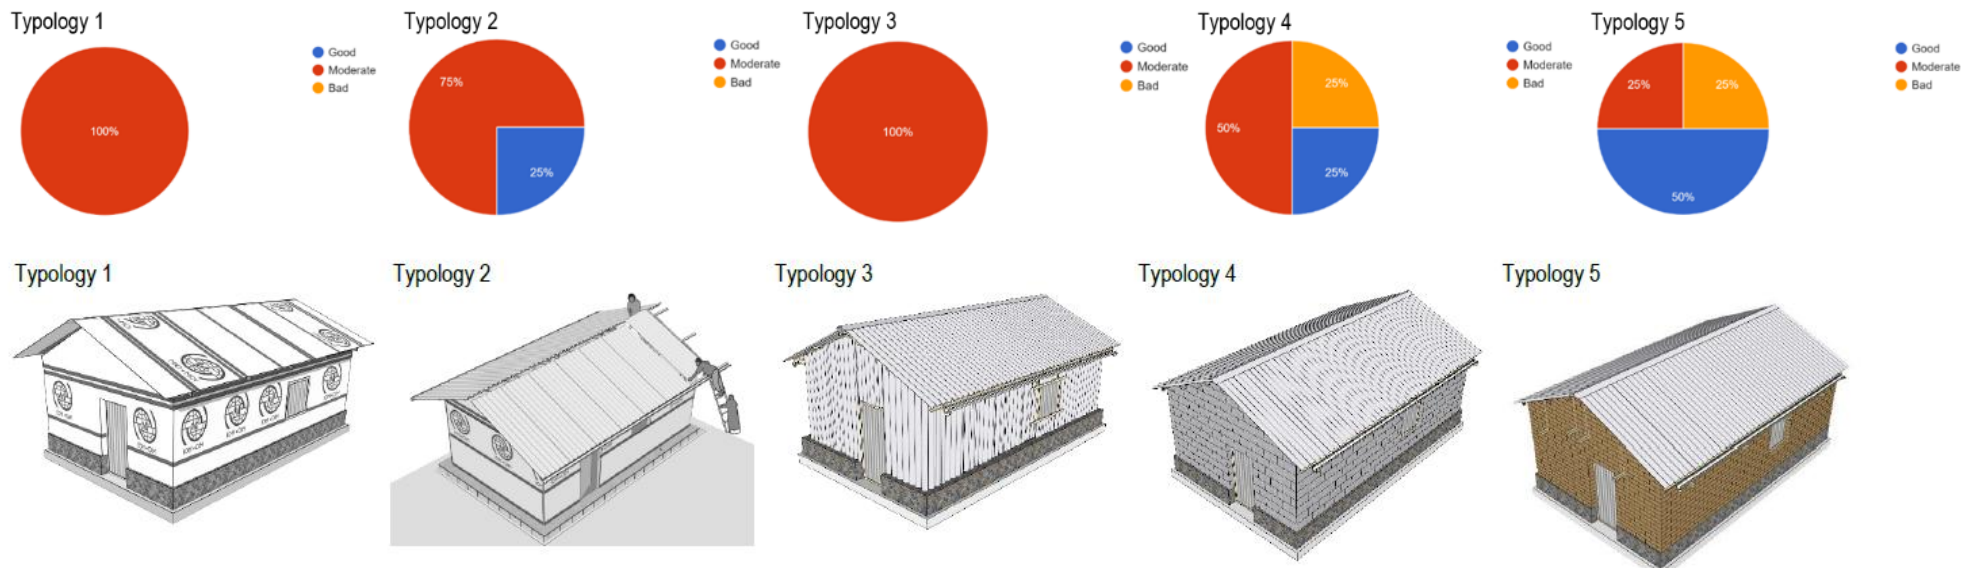 Typology 1
Good
Moderate
Bad
100%
Typology 2
Good
Moderate
Bad
75%
25%
Typology 3
Good
Moderate
Bad
100%
Typology 4
Good
Moderate
Bad
25%
50%
25%
Typology 5
Good
Moderate
Bad
25%
25%
50%
Typology 1
Typology 2
Typology 3
Typology 4
Typology 5